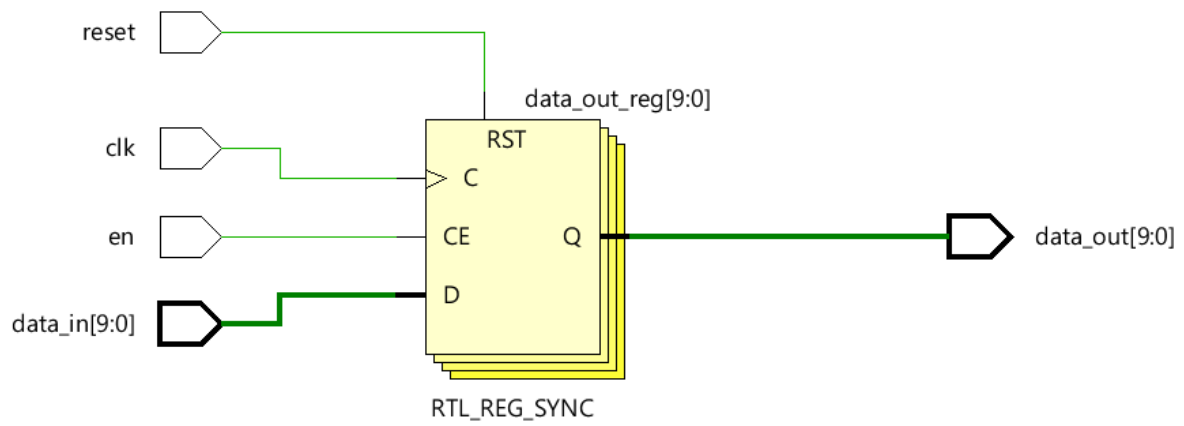 reset
data_out_reg[9:0]
RST
clk
C
en
CE
Q
data_out[9:0]
D
data_in[9:0]
RTL_REG_SYNC